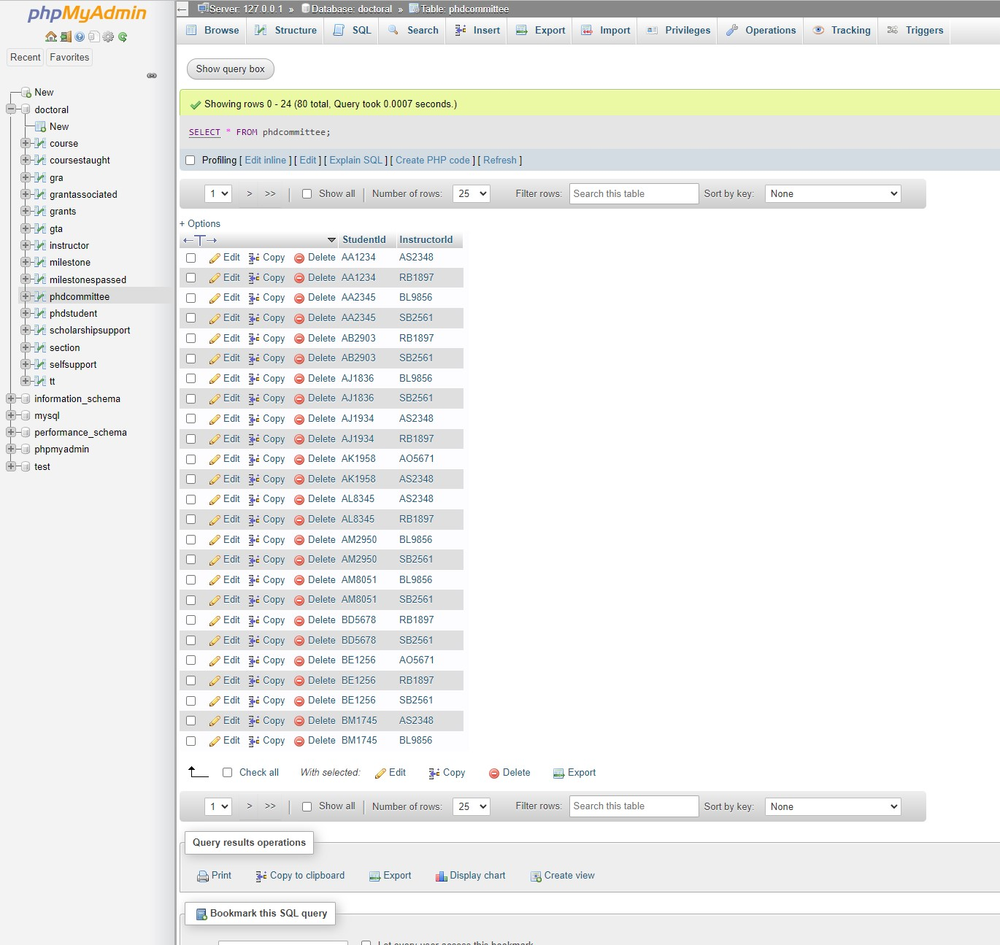 phpMyAdmin
Recent Favorites
New
doctoral
New
course
coursestaught
gra
grantassociated
grants
gta
instructor
milestone
milestonespassed
phdcommittee
phdstudent
scholarshipsupport
section
selfsupport
tt
information_schema
mysql
performance_schema
phpmyadmin
test
Server: 127.0.0.1 » Database: doctoral » Table: phdcommittee
Browse Structure SQL Search Insert Export Import Privileges Operations Tracking Triggers
Show query box
Showing rows 0 - 24 (80 total, Query took 0.0007 seconds.)
SELECT * FROM phdcommittee;
Profiling [ Edit inline ] [ Edit ] [ Explain SQL ] [ Create PHP code ] [ Refresh ]
1 > >> | Show all | Number of rows: 25 Filter rows: Search this table Sort by key: None
+ Options
←T→ StudentId InstructorId
Edit Copy Delete AA1234 AS2348
Edit Copy Delete AA1234 RB1897
Edit Copy Delete AA2345 BL9856
Edit Copy Delete AA2345 SB2561
Edit Copy Delete AB2903 RB1897
Edit Copy Delete AB2903 SB2561
Edit Copy Delete AJ1836 BL9856
Edit Copy Delete AJ1836 SB2561
Edit Copy Delete AJ1934 AS2348
Edit Copy Delete AJ1934 RB1897
Edit Copy Delete AK1958 AO5671
Edit Copy Delete AK1958 AS2348
Edit Copy Delete AL8345 AS2348
Edit Copy Delete AL8345 RB1897
Edit Copy Delete AM2950 BL9856
Edit Copy Delete AM2950 SB2561
Edit Copy Delete AM8051 BL9856
Edit Copy Delete AM8051 SB2561
Edit Copy Delete BD5678 RB1897
Edit Copy Delete BD5678 SB2561
Edit Copy Delete BE1256 AO5671
Edit Copy Delete BE1256 RB1897
Edit Copy Delete BE1256 SB2561
Edit Copy Delete BM1745 AS2348
Edit Copy Delete BM1745 BL9856
Check all With selected: Edit Copy Delete Export
1 > >> | Show all | Number of rows: 25 Filter rows: Search this table Sort by key: None
Query results operations
Print Copy to clipboard Export Display chart Create view
Bookmark this SQL query
Let every user access this bookmark